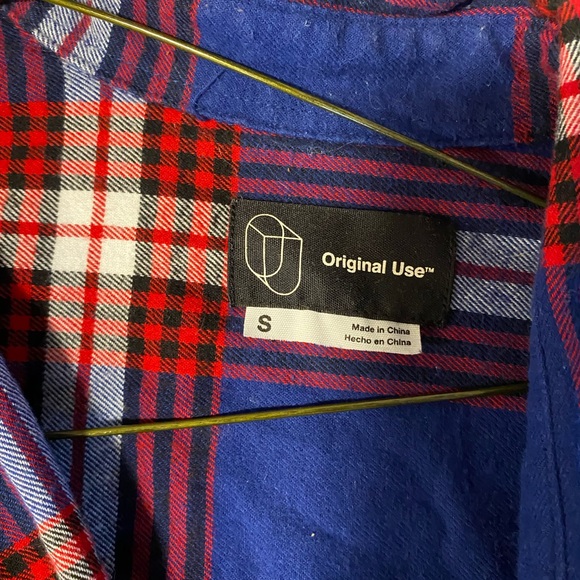 Original Use™
S
Made in China
Hecho en China